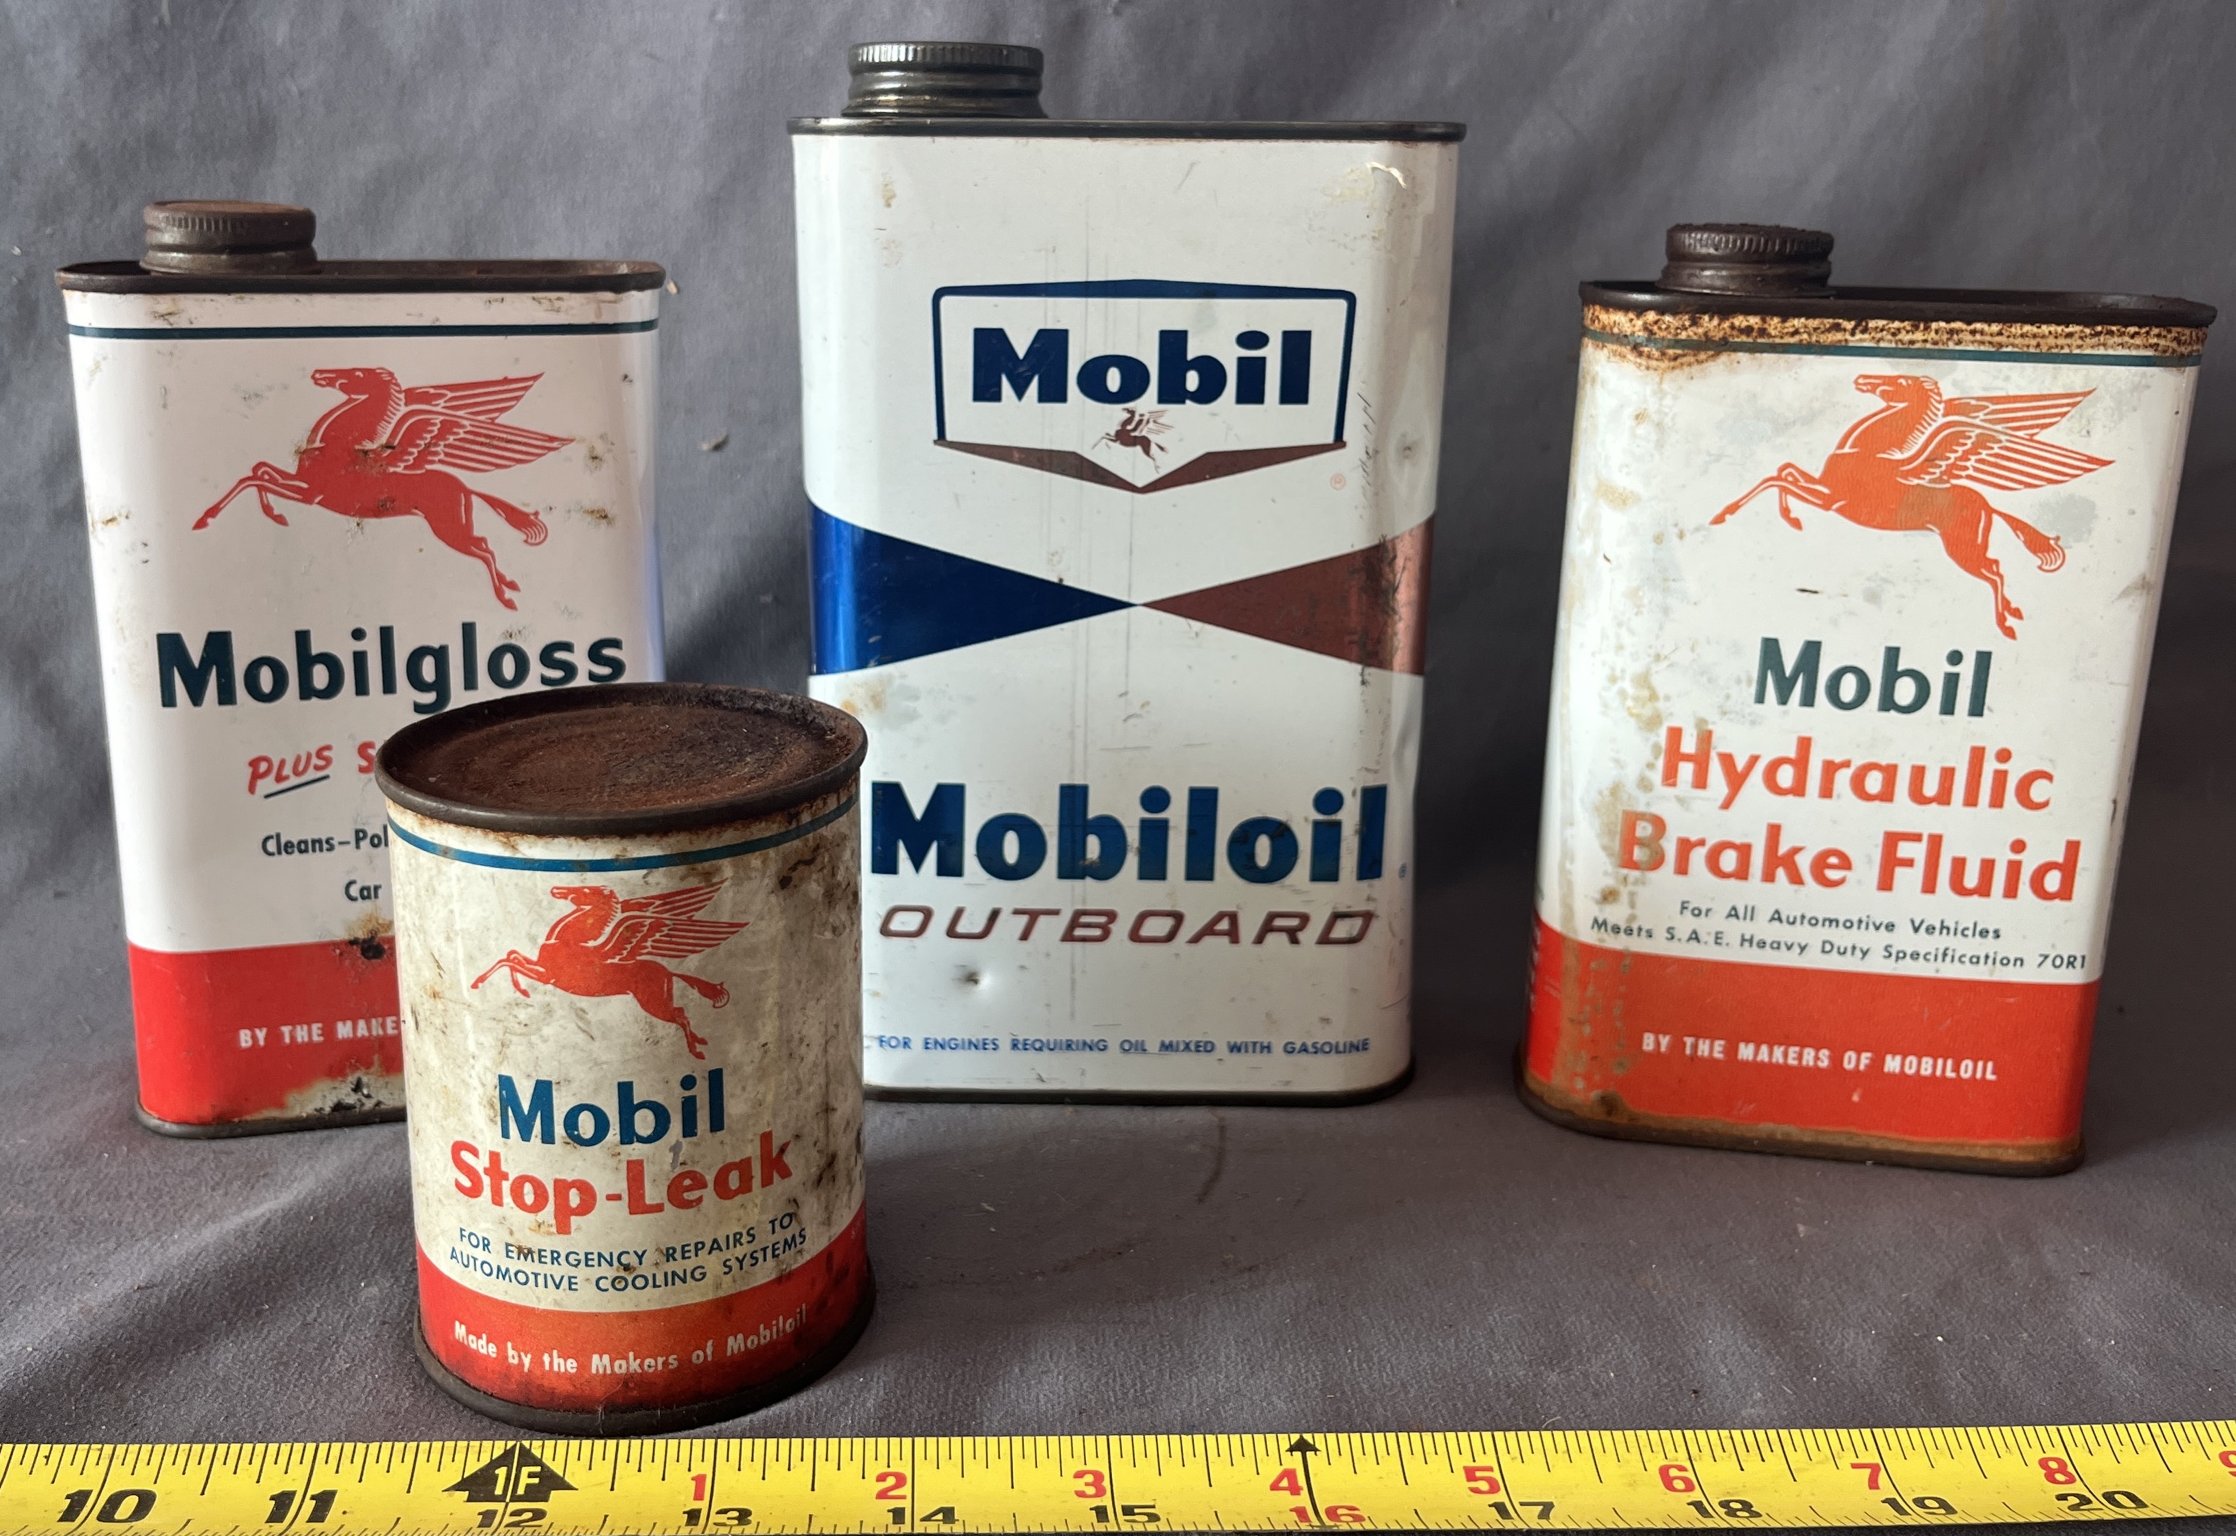 Mobilgloss
PLUS
Cleans-Pol
Car
BY THE MAKE
Mobil
®
Mobiloil
OUTBOARD
FOR ENGINES REQUIRING OIL MIXED WITH GASOLINE
Mobil
Hydraulic
Brake Fluid
For All Automotive Vehicles
Meets S.A.E. Heavy Duty Specification 70R1
BY THE MAKERS OF MOBILOIL
Mobil
Stop-Leak
FOR EMERGENCY REPAIRS TO
AUTOMOTIVE COOLING SYSTEMS
Made by the Makers of Mobiloil
1F 1 2 3 4 5 6 7 8 9
10 11 12 13 14 15 16 17 18 19 20